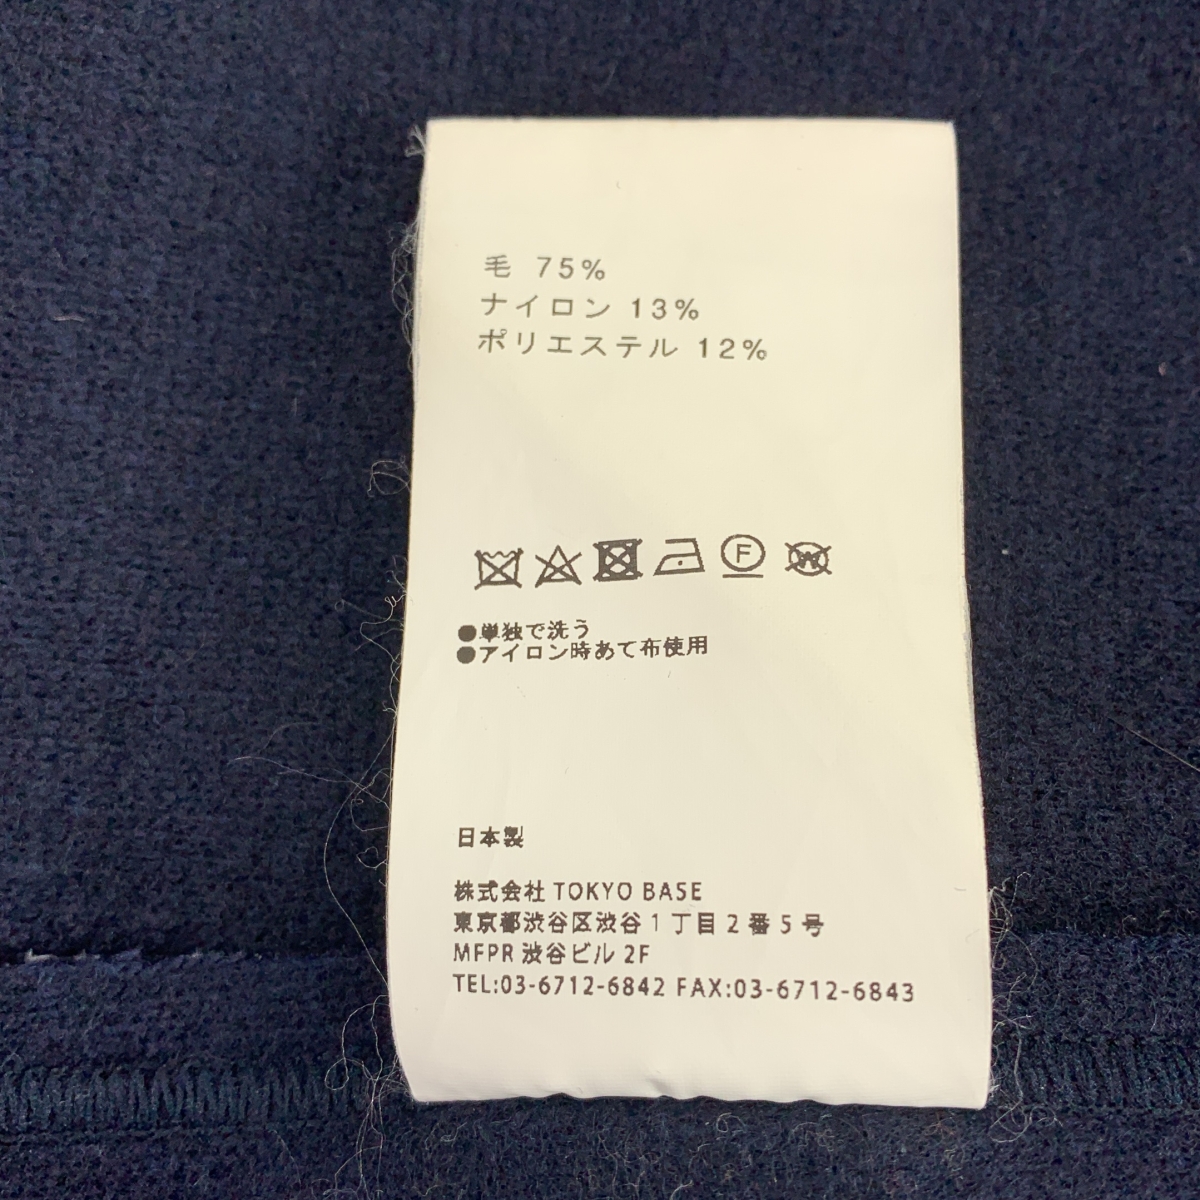 毛 75%
ナイロン 13%
ポリエステル 12%
F W
●単独で洗う
●アイロン時あて布使用
日本製
株式会社 TOKYO BASE
東京都渋谷区渋谷1丁目2番5号
MFPR 渋谷ビル 2F
TEL:03-6712-6842 FAX:03-6712-6843